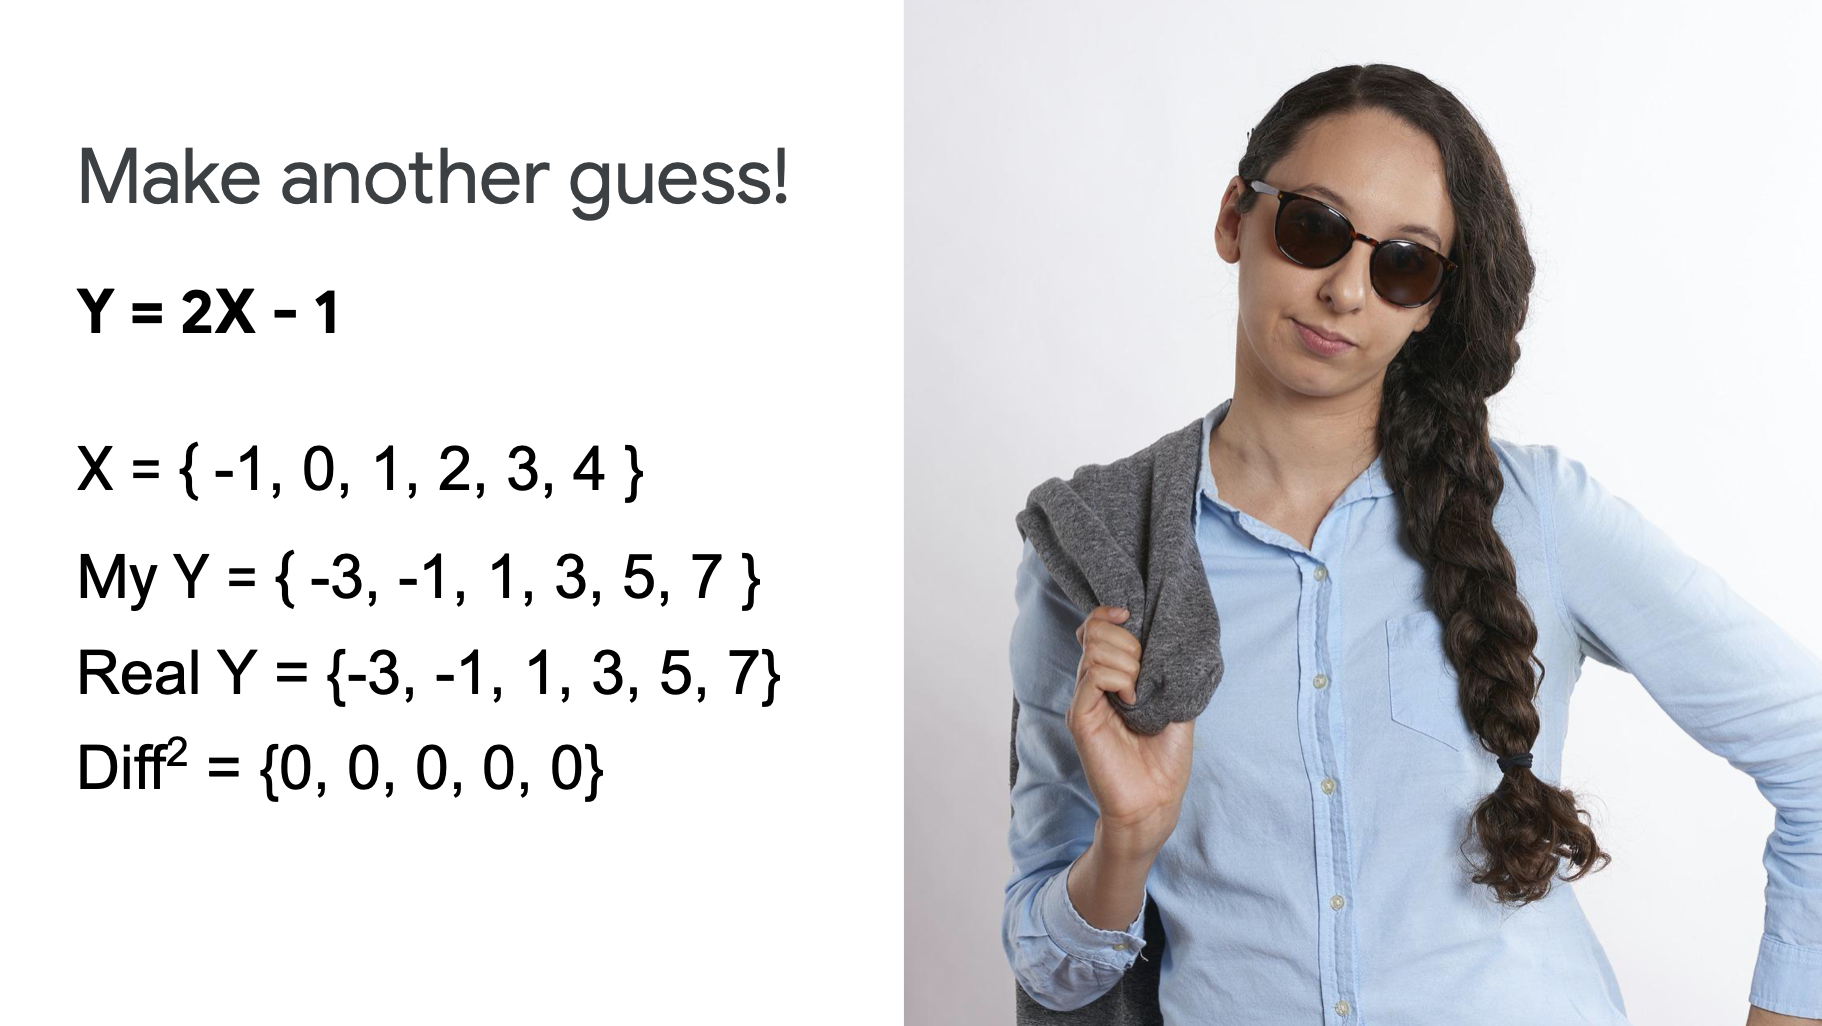 Make another guess!
Y = 2X - 1
X = { -1, 0, 1, 2, 3, 4 }
My Y = { -3, -1, 1, 3, 5, 7 }
Real Y = {-3, -1, 1, 3, 5, 7}
Diff² = {0, 0, 0, 0, 0}